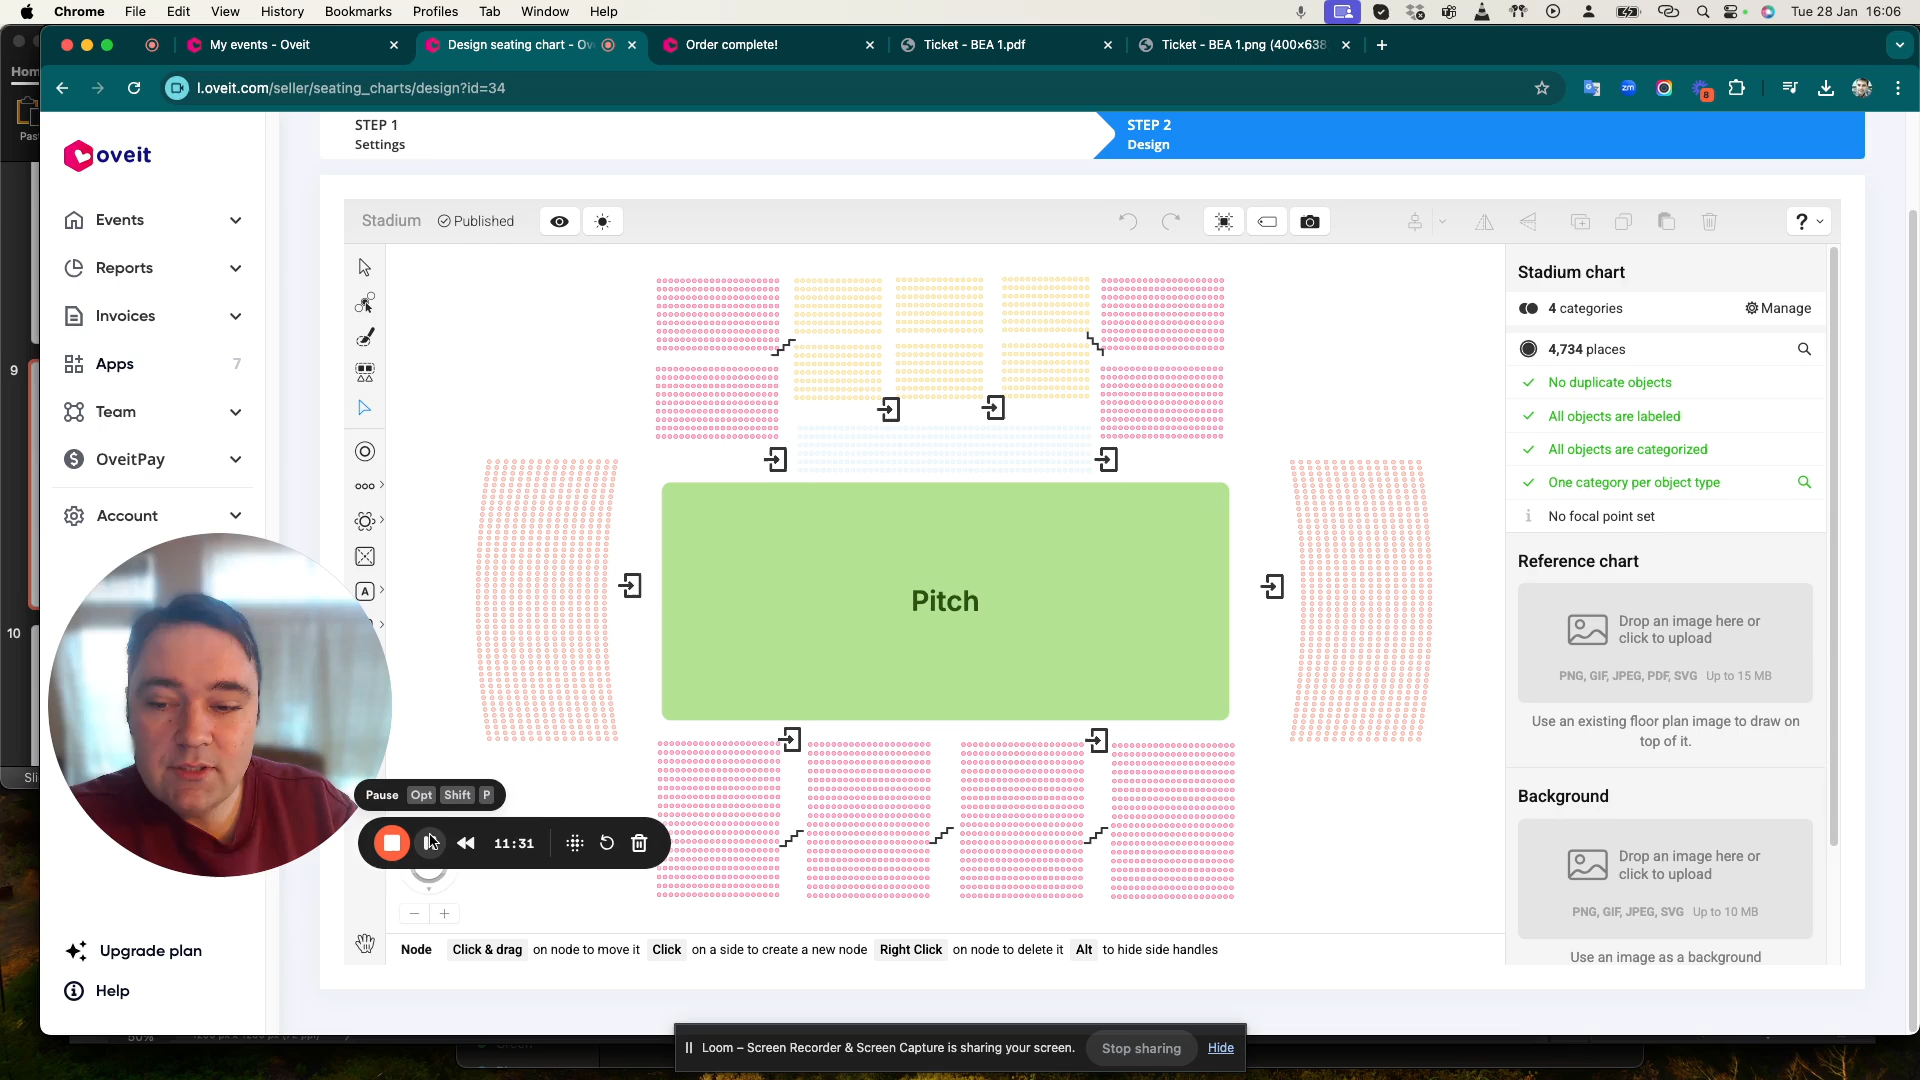 Chrome File Edit View History Bookmarks Profiles Tab Window Help
Tue 28 Jan 16:06
My events - Oveit
Design seating chart - Ov
Order complete!
Ticket - BEA 1.pdf
Ticket - BEA 1.png (400×638
l.oveit.com/seller/seating_charts/design?id=34
zm
8
Hom
Past
9
10
Sli
oveit
Events
Reports
Invoices
Apps 7
Team
OveitPay
Account
Upgrade plan
Help
STEP 1
Settings
STEP 2
Design
Stadium
Published
?
A
Pitch
Stadium chart
4 categories
Manage
4,734 places
No duplicate objects
All objects are labeled
All objects are categorized
One category per object type
No focal point set
Reference chart
Drop an image here or
click to upload
PNG, GIF, JPEG, PDF, SVG Up to 15 MB
Use an existing floor plan image to draw on
top of it.
Background
Drop an image here or
click to upload
PNG, GIF, JPEG, SVG Up to 10 MB
Use an image as a background
Pause Opt Shift P
11:31
Node Click & drag on node to move it Click on a side to create a new node Right Click on node to delete it Alt to hide side handles
Loom – Screen Recorder & Screen Capture is sharing your screen.
Stop sharing
Hide
50%